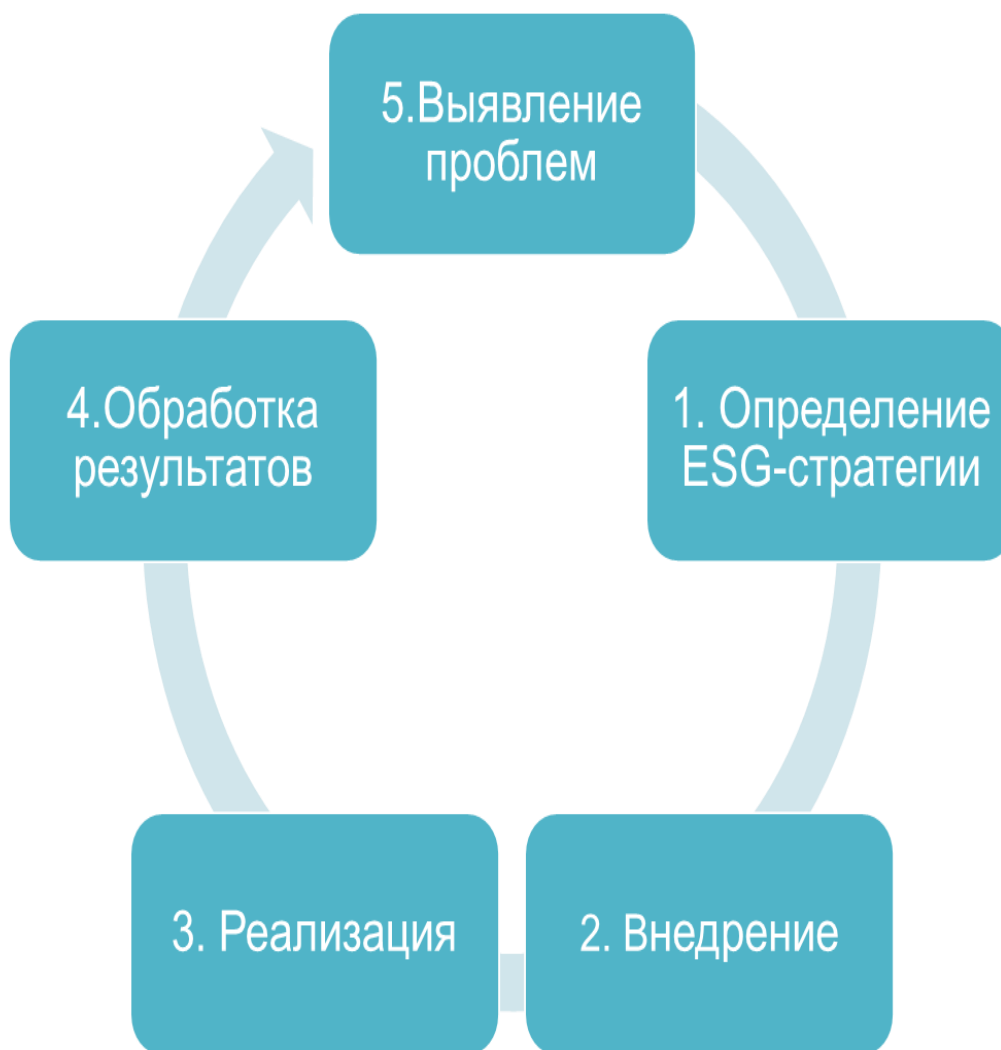 5.Выявление
проблем
4.Обработка
результатов
1. Определение
ESG-стратегии
3. Реализация
2. Внедрение